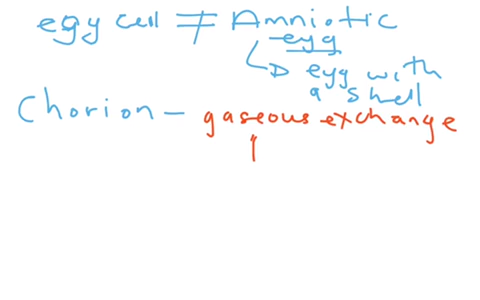 egg cell ≠ Amniotic
egg
egg with
a shell
Chorion - gaseous exchange